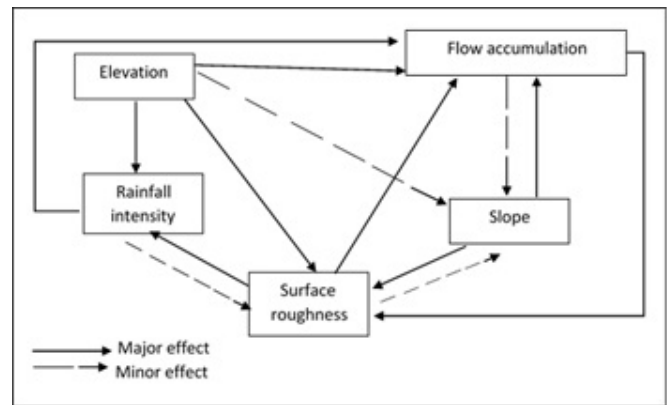 Flow accumulation
Elevation
Rainfall
intensity
Slope
Surface
roughness
Major effect
Minor effect